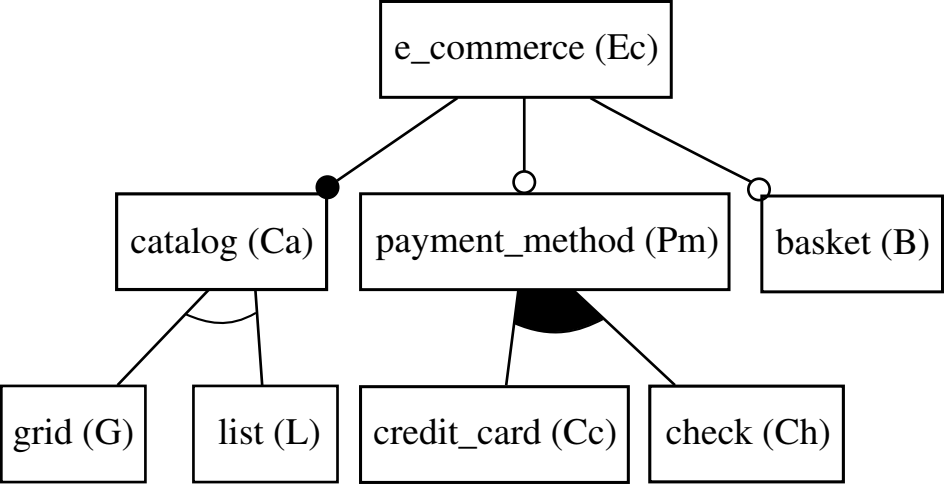 e_commerce (Ec)
catalog (Ca)
payment_method (Pm)
basket (B)
grid (G)
list (L)
credit_card (Cc)
check (Ch)